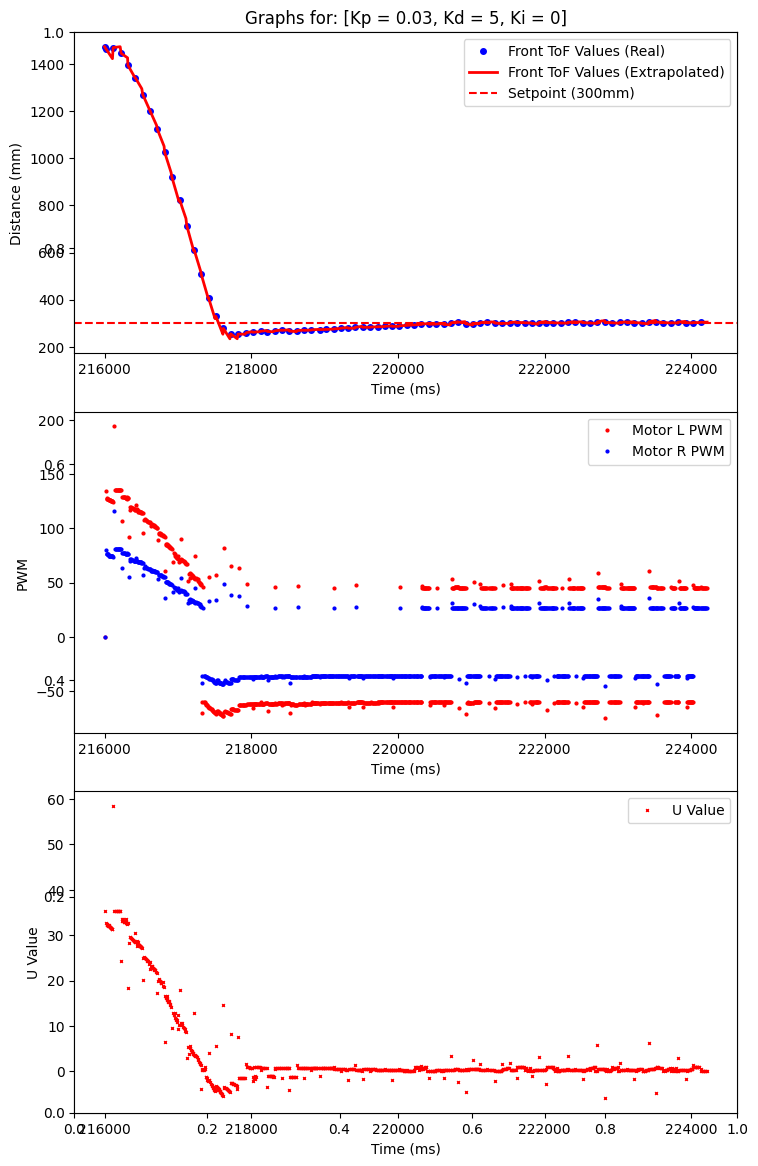 Graphs for: [Kp = 0.03, Kd = 5, Ki = 0]
1.0
1400
1200
1000
800
0.8
600
400
200
Distance (mm)
Front ToF Values (Real)
Front ToF Values (Extrapolated)
Setpoint (300mm)
216000 218000 220000 222000 224000
Time (ms)
200
0.6
150
100
50
0
0.4
−50
PWM
Motor L PWM
Motor R PWM
216000 218000 220000 222000 224000
Time (ms)
60
50
40
0.2
30
20
10
0
0.0
U Value
U Value
0.0 216000 0.2 218000 0.4 220000 0.6 222000 0.8 224000 1.0
Time (ms)